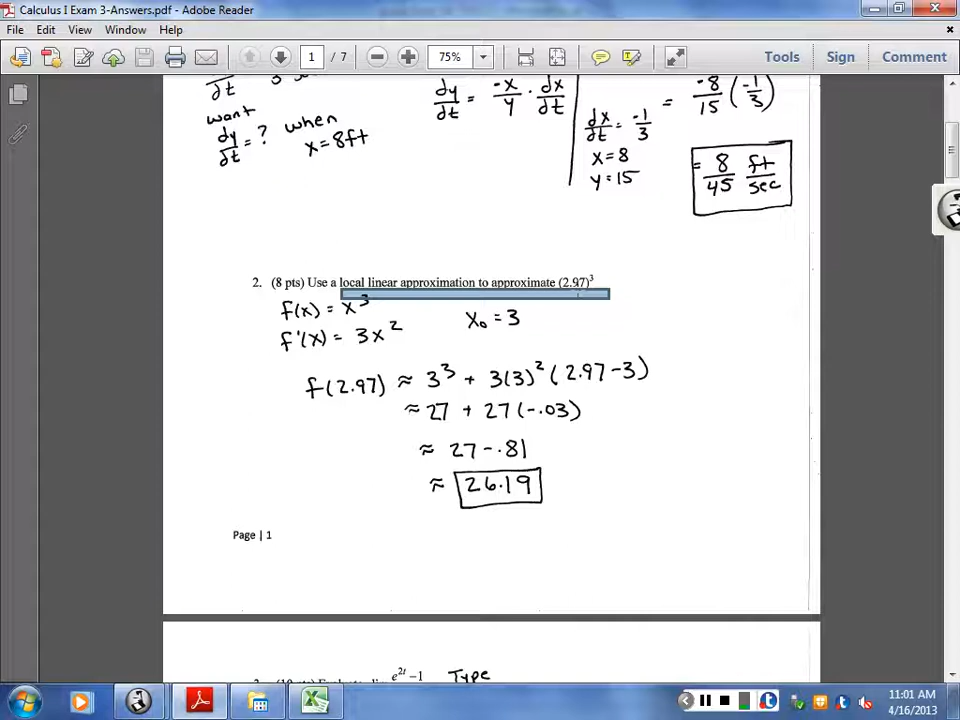 Calculus I Exam 3-Answers.pdf - Adobe Reader
File Edit View Window Help
1 / 7 75% Tools Sign Comment
dt
want
dy/dt = ? when
x = 8ft
dy/dt = -x/y · dx/dt
dx/dt = -1/3
x = 8
y = 15
= -8/15 (-1/3)
= 8/45 ft/sec
2. (8 pts) Use a local linear approximation to approximate (2.97)³
f(x) = x³
f'(x) = 3x²
x₀ = 3
f(2.97) ≈ 3³ + 3(3)² (2.97-3)
≈ 27 + 27(-.03)
≈ 27 - .81
≈ 26.19
Page | 1
e²ᵗ −1 Type
11:01 AM
4/16/2013